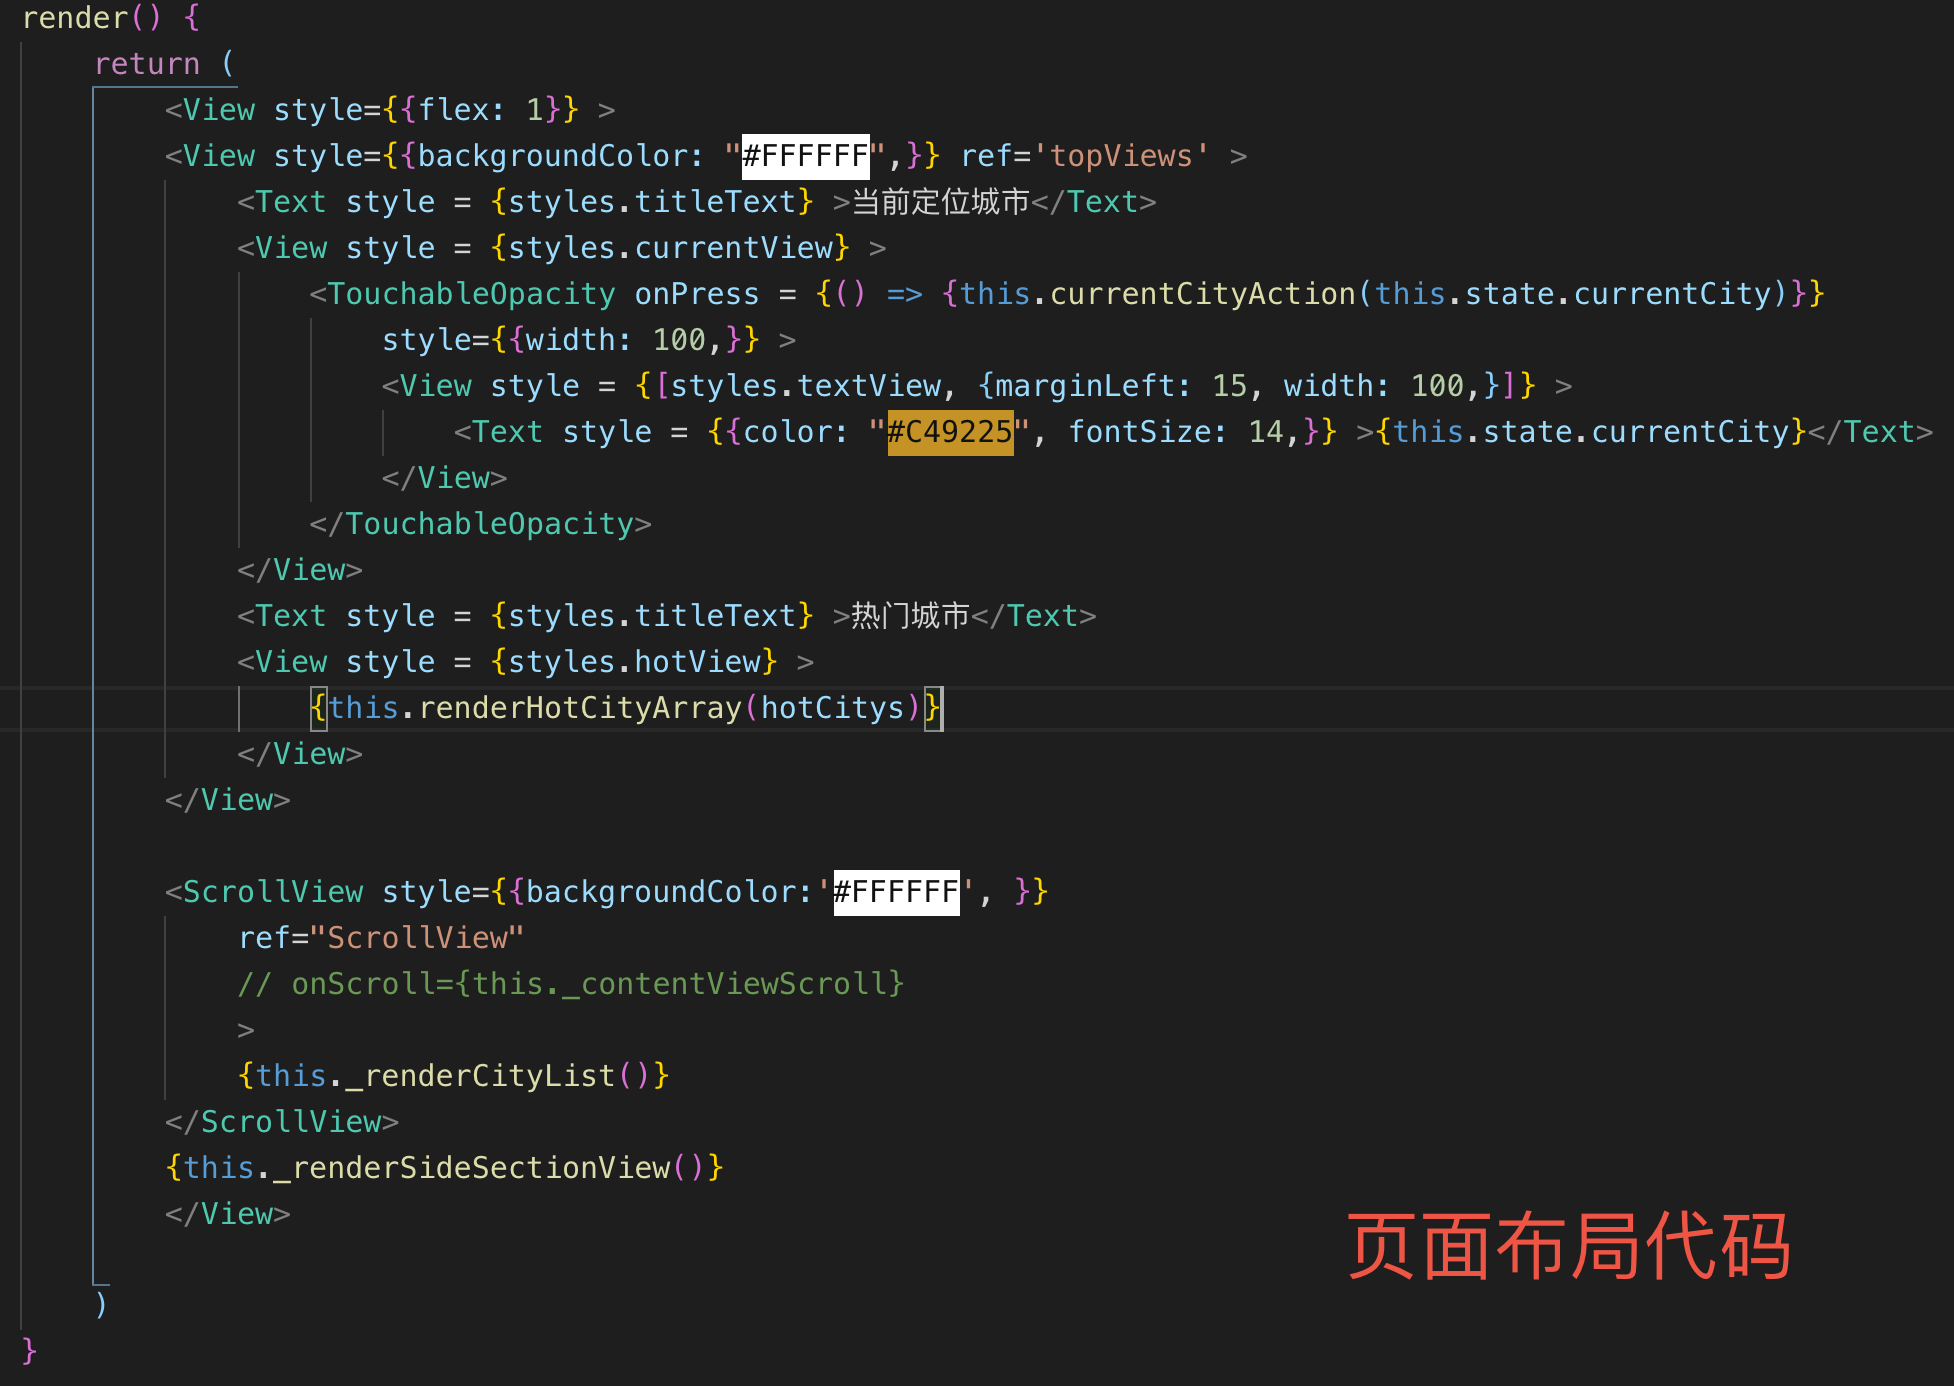 render() {
return (
<View style={{flex: 1}} >
<View style={{backgroundColor: "#FFFFFF",}} ref='topViews' >
<Text style = {styles.titleText} >当前定位城市</Text>
<View style = {styles.currentView} >
<TouchableOpacity onPress = {() => {this.currentCityAction(this.state.currentCity)}}
style={{width: 100,}} >
<View style = {[styles.textView, {marginLeft: 15, width: 100,}]} >
<Text style = {{color: "#C49225", fontSize: 14,}} >{this.state.currentCity}</Text>
</View>
</TouchableOpacity>
</View>
<Text style = {styles.titleText} >热门城市</Text>
<View style = {styles.hotView} >
{this.renderHotCityArray(hotCitys)}
</View>
</View>
<ScrollView style={{backgroundColor:'#FFFFFF', }}
ref="ScrollView"
// onScroll={this._contentViewScroll}
>
{this._renderCityList()}
</ScrollView>
{this._renderSideSectionView()}
</View>
页面布局代码
)
}